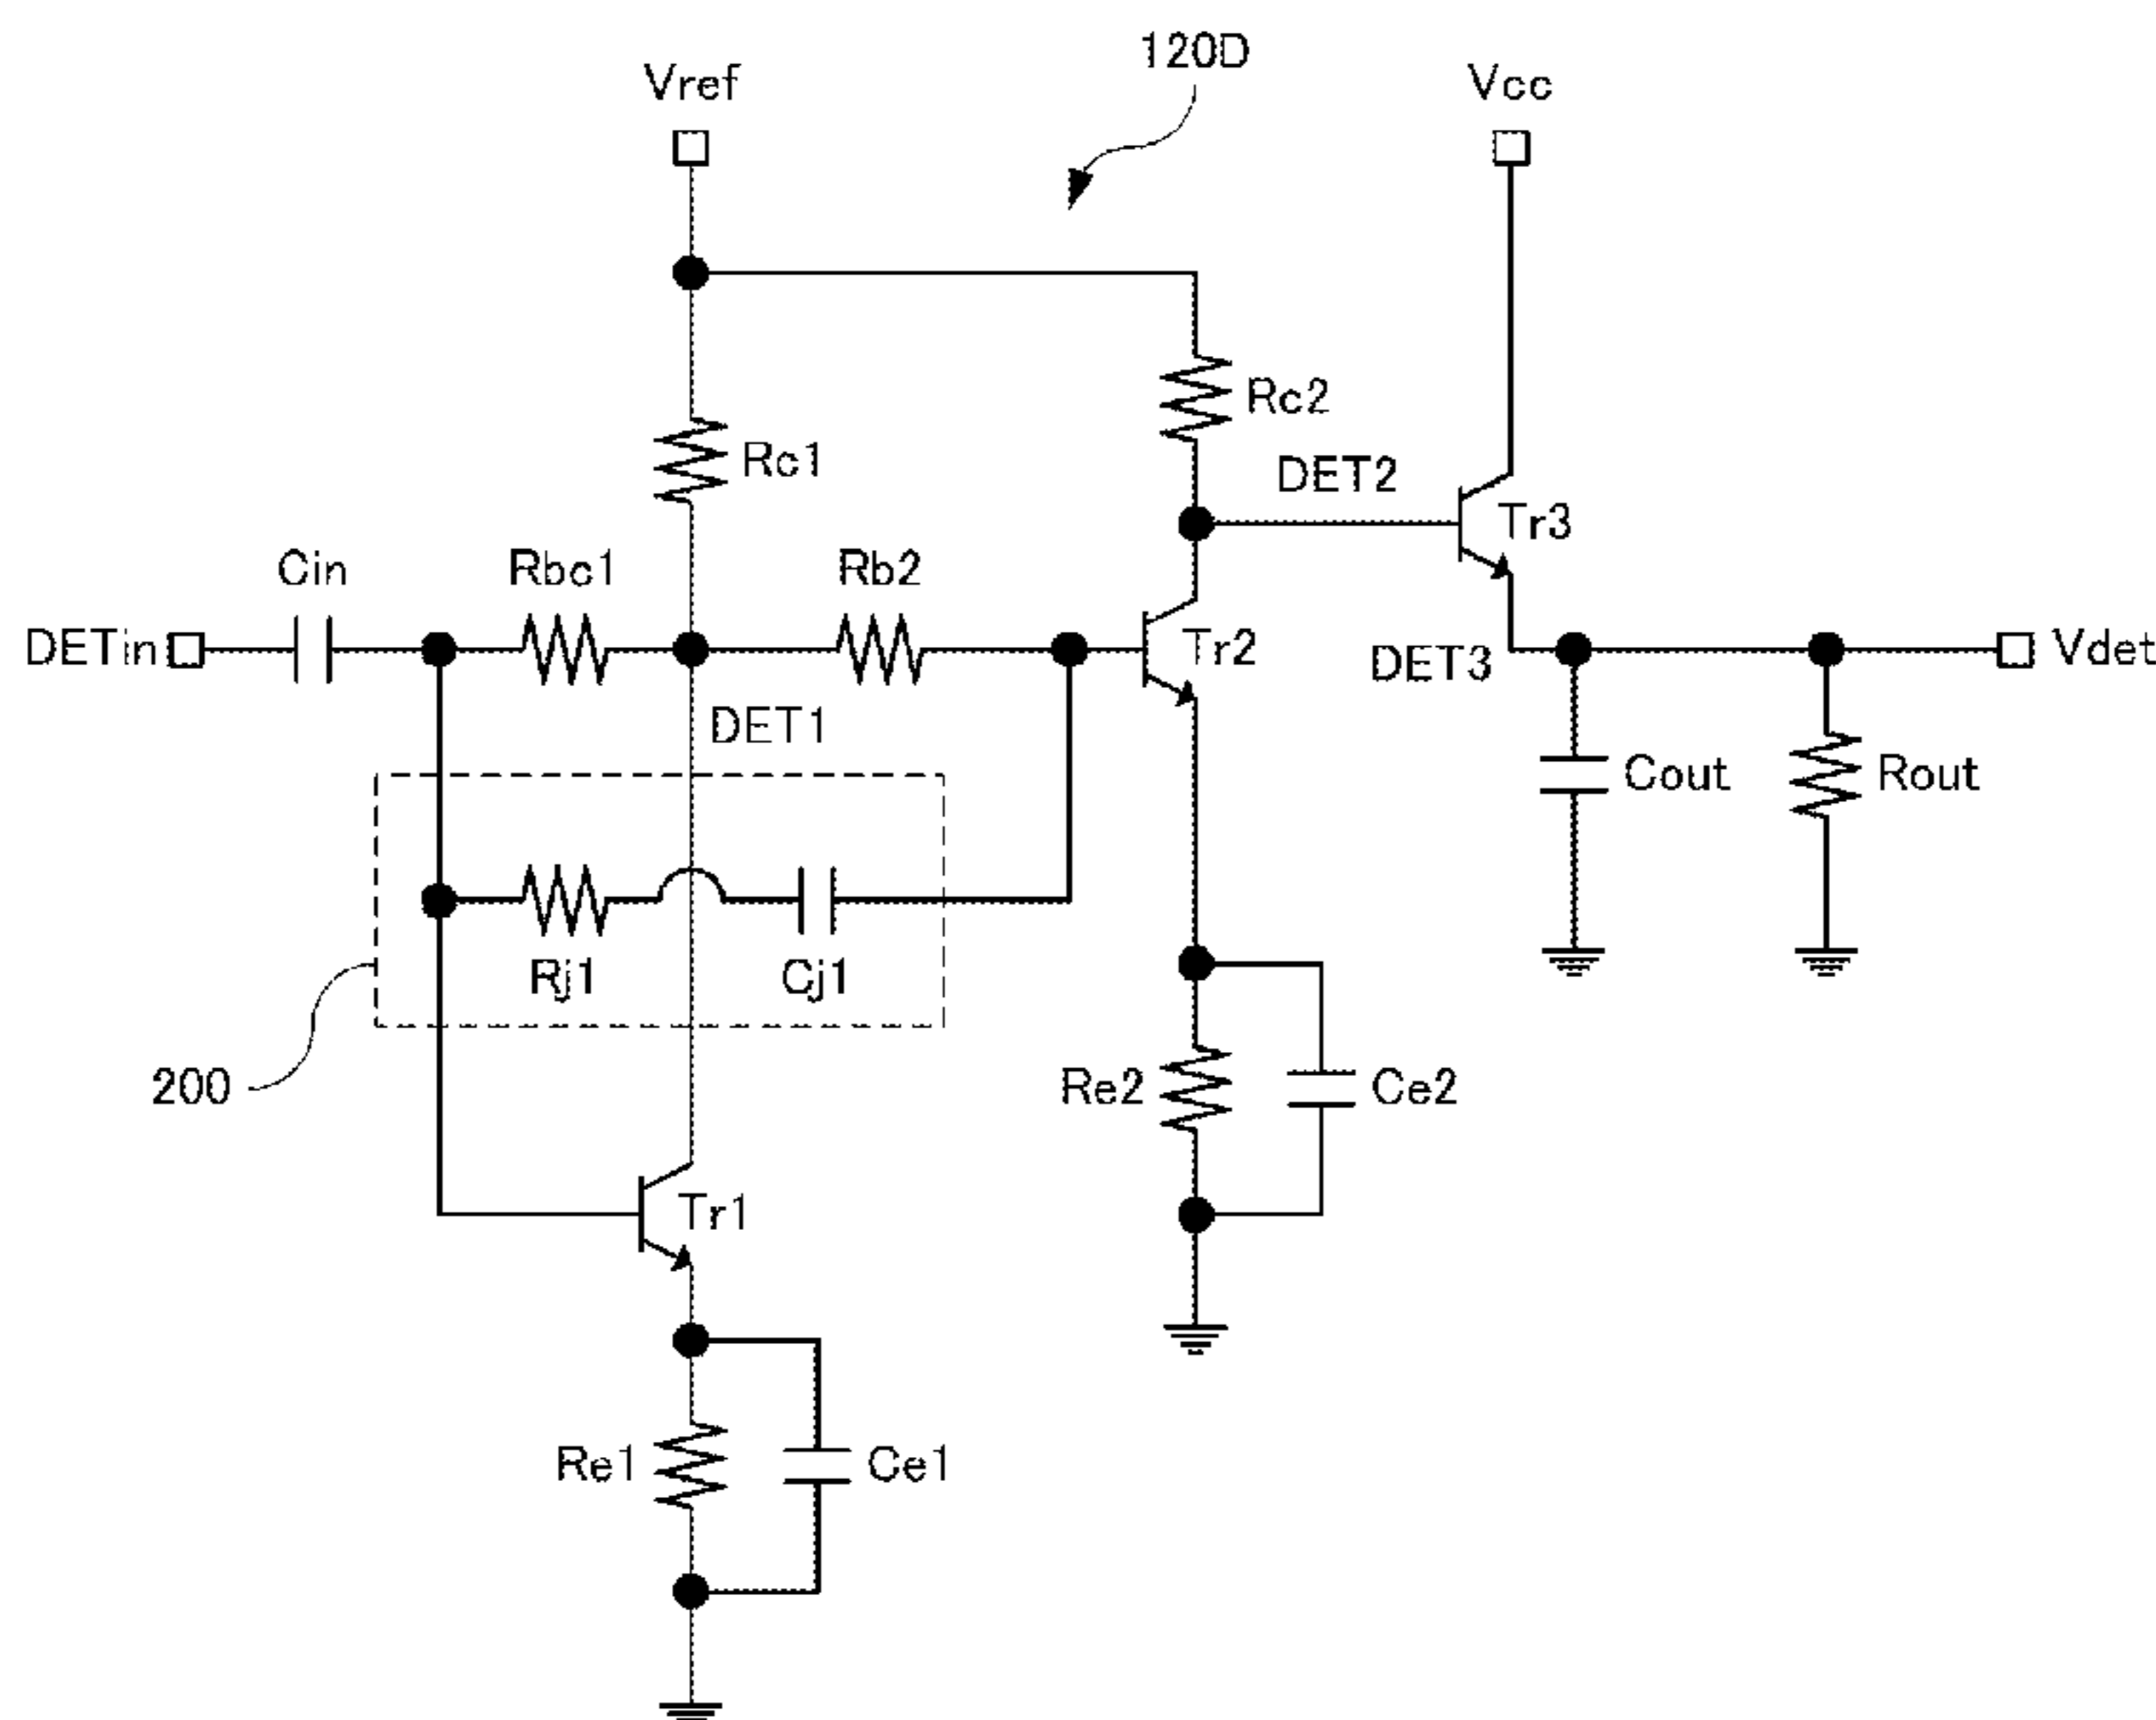 120D
Vref
Vcc
Rc2
Rc1
DET2
Tr3
Cin
Rbc1
Rb2
DETin
Tr2
DET3
Vdet
DET1
Cout
Rout
Rj1
Cj1
200
Re2
Ce2
Tr1
Re1
Ce1